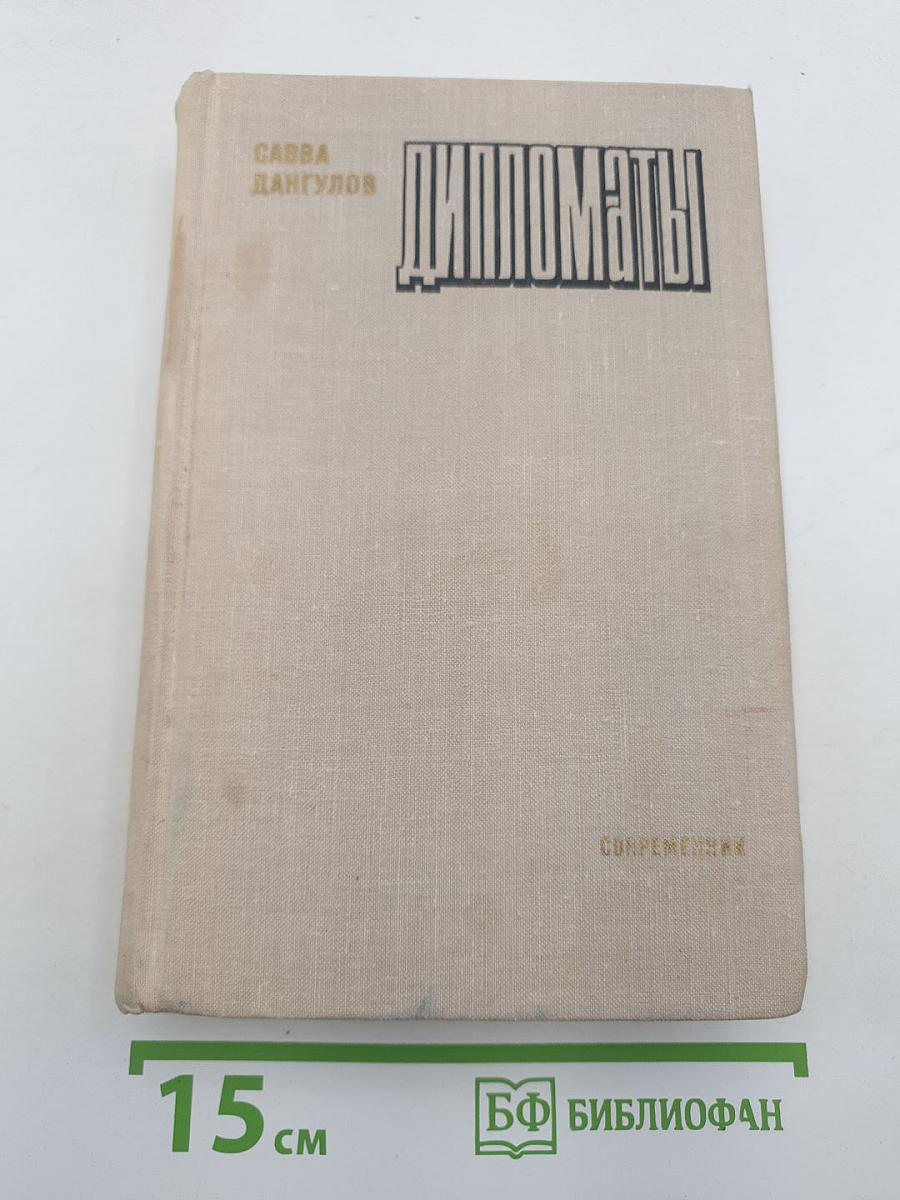 САВВА
ДАНГУЛОВ
ДИПЛОМаТЫ
СОВРЕМЕННИК
15 см
БФ БИБЛИОФАН